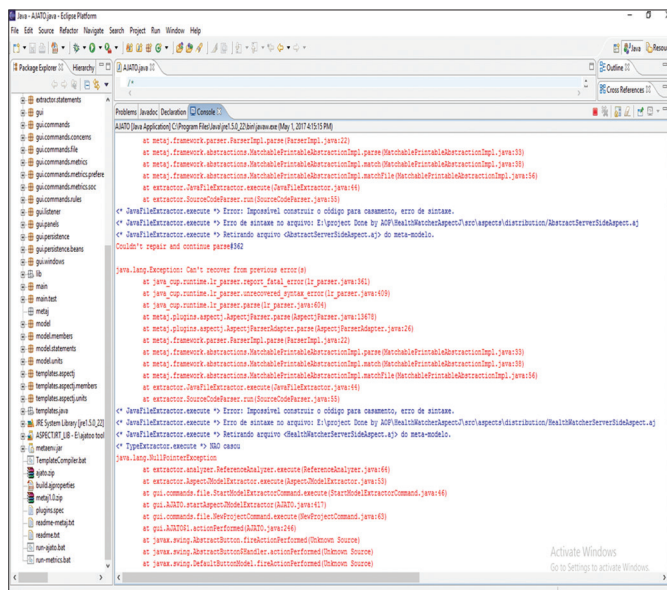 Java - AJATO.java - Eclipse Platform
File Edit Source Refactor Navigate Search Project Run Window Help
Java Resou
Package Explorer Hierarchy
AJATO.java
Outline
/*
Cross References
Problems Javadoc Declaration Console
AJATO [Java Application] C:\Program Files\Java\jre1.5.0_22\bin\javaw.exe (May 1, 2017 4:15:15 PM)
extractor.statements
gui
gui.commands
gui.commands.concerns
gui.commands.file
gui.commands.metrics
gui.commands.metrics.prefere
gui.commands.metrics.soc
gui.commands.rules
gui.listener
gui.panels
gui.persistence
gui.persistence.beans
gui.windows
lib
main
main.test
metaj
model
model.members
model.statements
model.units
templates.aspectj
templates.aspectj.members
templates.aspectj.units
templates.java
JRE System Library [jre1.5.0_22]
ASPECTJRT_LIB - E:\ajatoo tool
metaenv.jar
TemplateCompiler.bat
ajato.zip
build.ajproperties
metaj1.0.zip
plugins.spec
readme-metaj.txt
readme.txt
run-ajato.bat
run-metrics.bat
at metaj.framework.parser.ParserImpl.parse(ParserImpl.java:22)
at metaj.framework.abstractions.MatchablePrintableAbstractionImpl.parse(MatchablePrintableAbstractionImpl.java:33)
at metaj.framework.abstractions.MatchablePrintableAbstractionImpl.match(MatchablePrintableAbstractionImpl.java:38)
at metaj.framework.abstractions.MatchablePrintableAbstractionImpl.matchFile(MatchablePrintableAbstractionImpl.java:56)
at extractor.JavaFileExtractor.execute(JavaFileExtractor.java:44)
at extractor.SourceCodeParser.run(SourceCodeParser.java:35)
<* JavaFileExtractor.execute *> Error: Impossível construir o código para casamento, erro de sintaxe.
<* JavaFileExtractor.execute *> Erro de sintaxe no arquivo: E:\project Done by AOP\HealthWatcherAspectJ\src\aspects\distribution/AbstractServerSideAspect.aj
<* JavaFileExtractor.execute *> Retirando arquivo <AbstractServerSideAspect.aj> do meta-modelo.
Couldn't repair and continue parse#362
java.lang.Exception: Can't recover from previous error(s)
at java_cup.runtime.lr_parser.report_fatal_error(lr_parser.java:361)
at java_cup.runtime.lr_parser.unrecovered_syntax_error(lr_parser.java:409)
at java_cup.runtime.lr_parser.parse(lr_parser.java:604)
at metaj.plugins.aspectj.AspectjParser.parse(AspectjParser.java:13678)
at metaj.plugins.aspectj.AspectjParserAdapter.parse(AspectjParserAdapter.java:26)
at metaj.framework.parser.ParserImpl.parse(ParserImpl.java:22)
at metaj.framework.abstractions.MatchablePrintableAbstractionImpl.parse(MatchablePrintableAbstractionImpl.java:33)
at metaj.framework.abstractions.MatchablePrintableAbstractionImpl.match(MatchablePrintableAbstractionImpl.java:38)
at metaj.framework.abstractions.MatchablePrintableAbstractionImpl.matchFile(MatchablePrintableAbstractionImpl.java:56)
at extractor.JavaFileExtractor.execute(JavaFileExtractor.java:44)
at extractor.SourceCodeParser.run(SourceCodeParser.java:35)
<* JavaFileExtractor.execute *> Error: Impossível construir o código para casamento, erro de sintaxe.
<* JavaFileExtractor.execute *> Erro de sintaxe no arquivo: E:\project Done by AOP\HealthWatcherAspectJ\src\aspects\distribution/HealthWatcherServerSideAspect.aj
<* JavaFileExtractor.execute *> Retirando arquivo <HealthWatcherServerSideAspect.aj> do meta-modelo.
<* TypeExtractor.execute *> NAO casou
java.lang.NullPointerException
at extractor.analyzer.ReferenceAnalyzer.execute(ReferenceAnalyzer.java:64)
at extractor.AspectJModelExtractor.execute(AspectJModelExtractor.java:53)
at gui.commands.file.StartModelExtractorCommand.execute(StartModelExtractorCommand.java:46)
at gui.AJATO.startAspectJModelExtractor(AJATO.java:417)
at gui.commands.file.NewProjectCommand.execute(NewProjectCommand.java:63)
at gui.AJATO$1.actionPerformed(AJATO.java:246)
at javax.swing.AbstractButton.fireActionPerformed(Unknown Source)
at javax.swing.AbstractButton$Handler.actionPerformed(Unknown Source)
at javax.swing.DefaultButtonModel.fireActionPerformed(Unknown Source)
Activate Windows
Go to Settings to activate Windows.